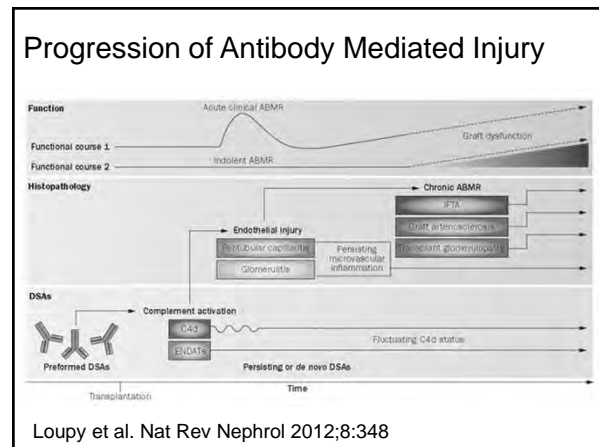 Progression of Antibody Mediated Injury
Function
Acute clinical ABMR
Graft dysfunction
Functional course 1
Indolent ABMR
Functional course 2
Histopathology
Chronic ABMR
IFTA
Endothelial injury
Graft arteriosclerosis
Peritubular capillaritis
Persisting
microvascular
inflammation
Transplant glomerulopathy
Glomerulitis
DSAs
Complement activation
C4d
Fluctuating C4d status
ENDATs
Preformed DSAs
Persisting or de novo DSAs
Time
Transplantation
Loupy et al. Nat Rev Nephrol 2012;8:348